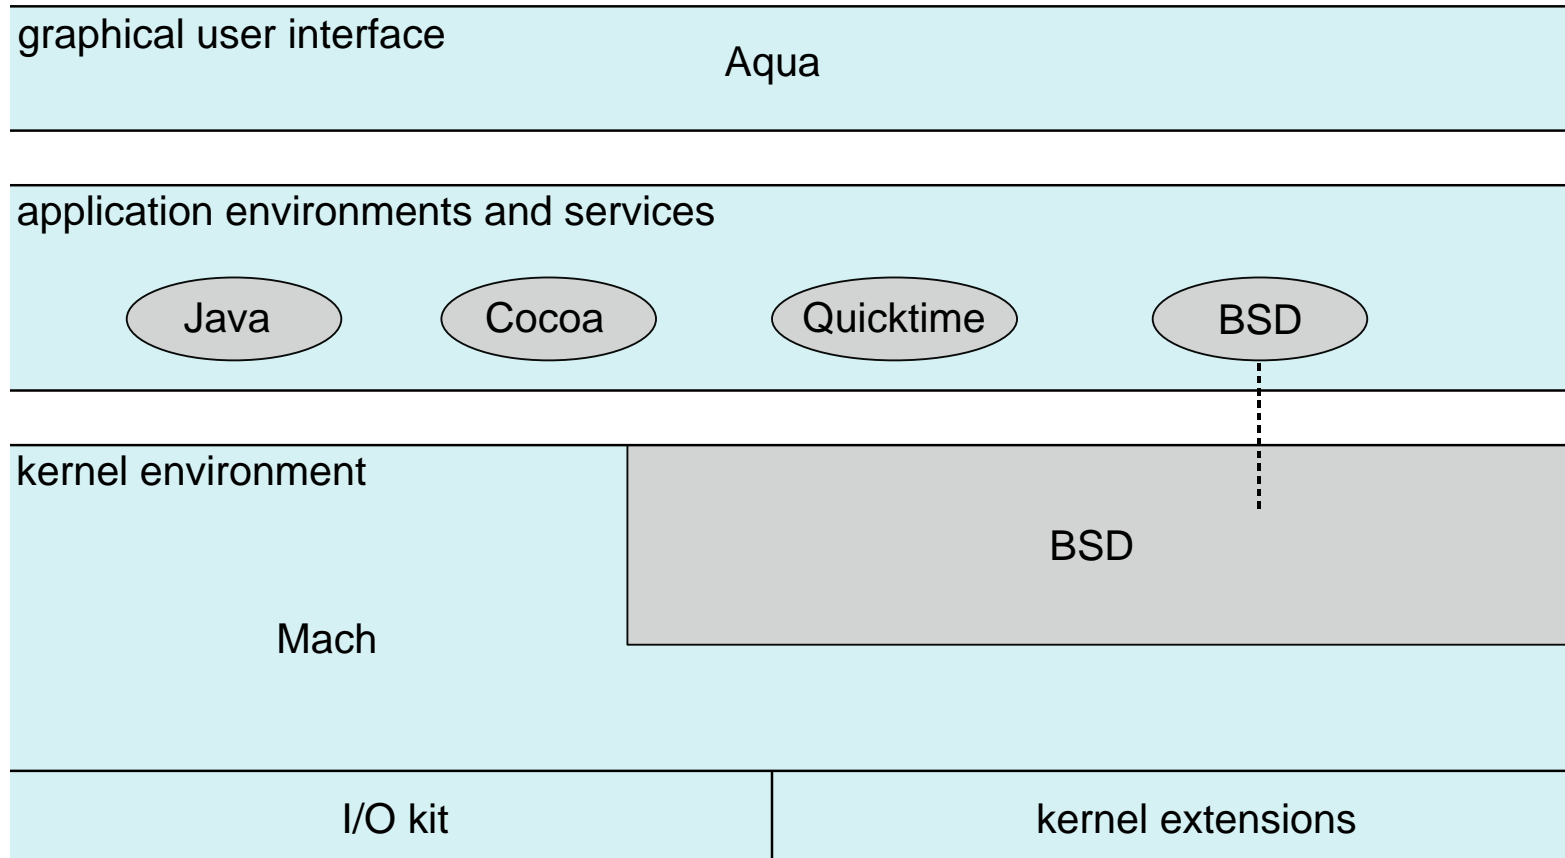 graphical user interface
Aqua
application environments and services
Java
Cocoa
Quicktime
BSD
kernel environment
BSD
Mach
I/O kit
kernel extensions